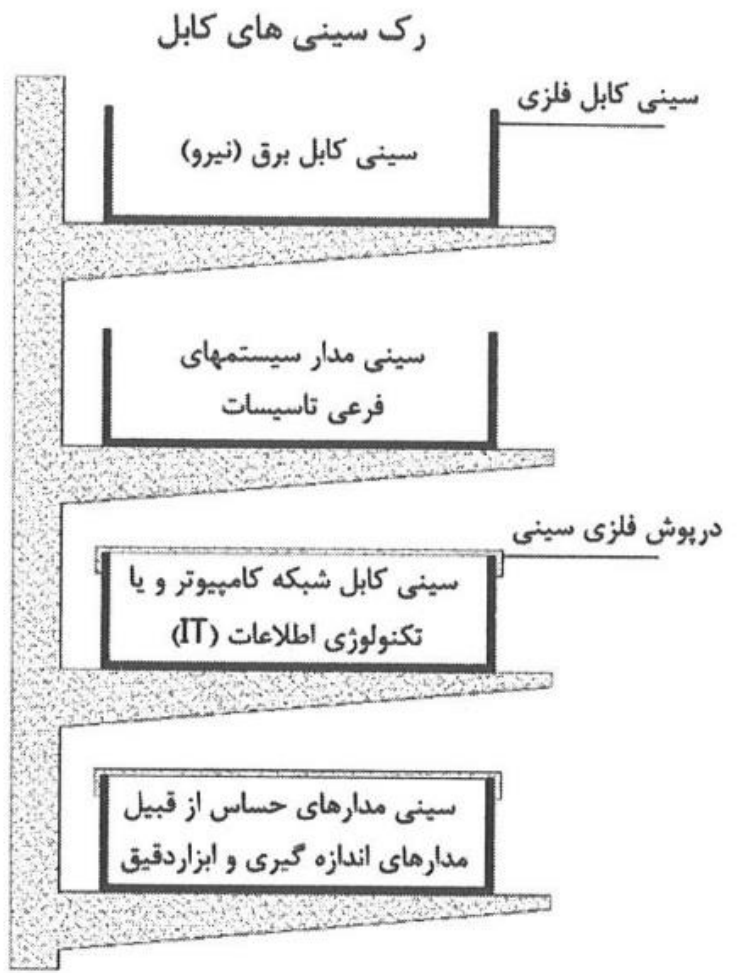 رک سینی های کابل
سینی کابل فلزی
سینی کابل برق (نیرو)
سینی مدار سیستمهای
فرعی تاسیسات
درپوش فلزی سینی
سینی کابل شبکه کامپیوتر و یا
تکنولوژی اطلاعات (IT)
سینی مدارهای حساس از قبیل
مدارهای اندازه گیری و ابزاردقیق